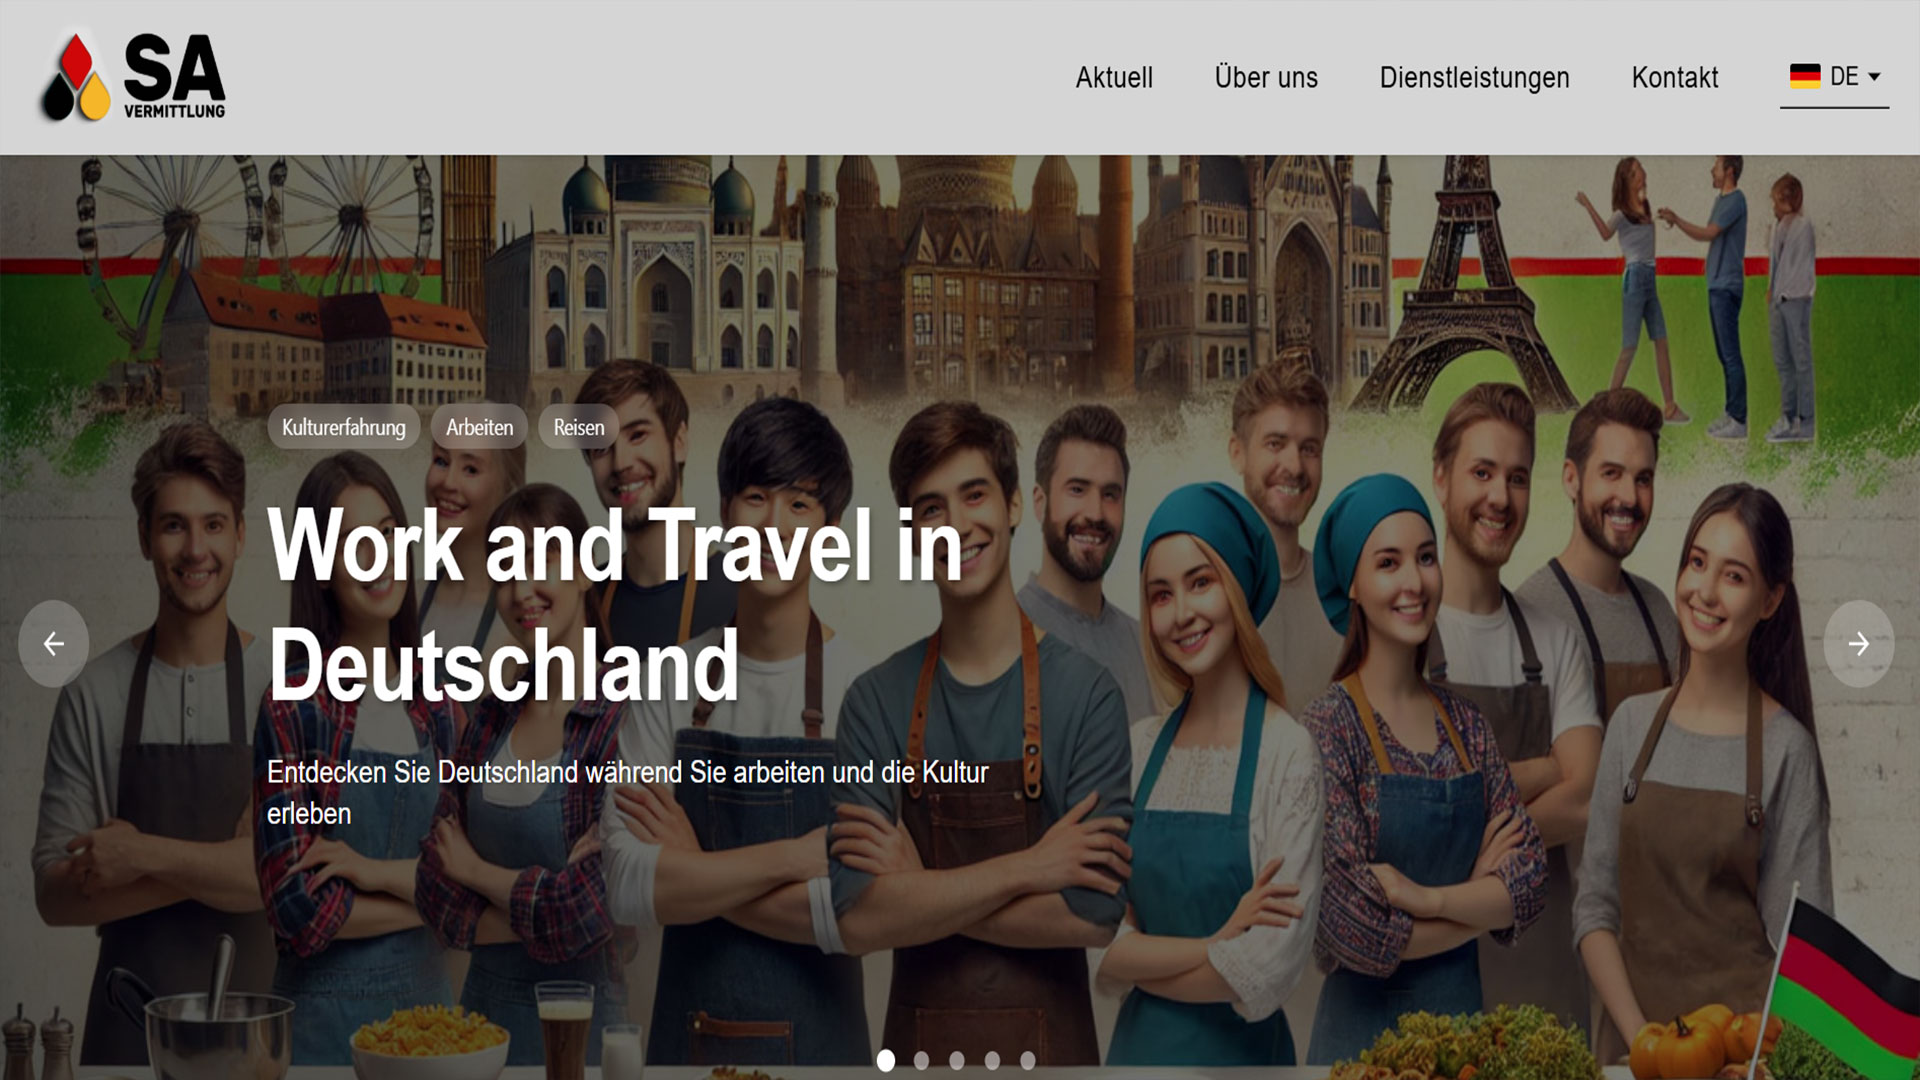 SA
VERMITTLUNG
Aktuell
Über uns
Dienstleistungen
Kontakt
DE
Kulturerfahrung
Arbeiten
Reisen
Work and Travel in
Deutschland
Entdecken Sie Deutschland während Sie arbeiten und die Kultur
erleben